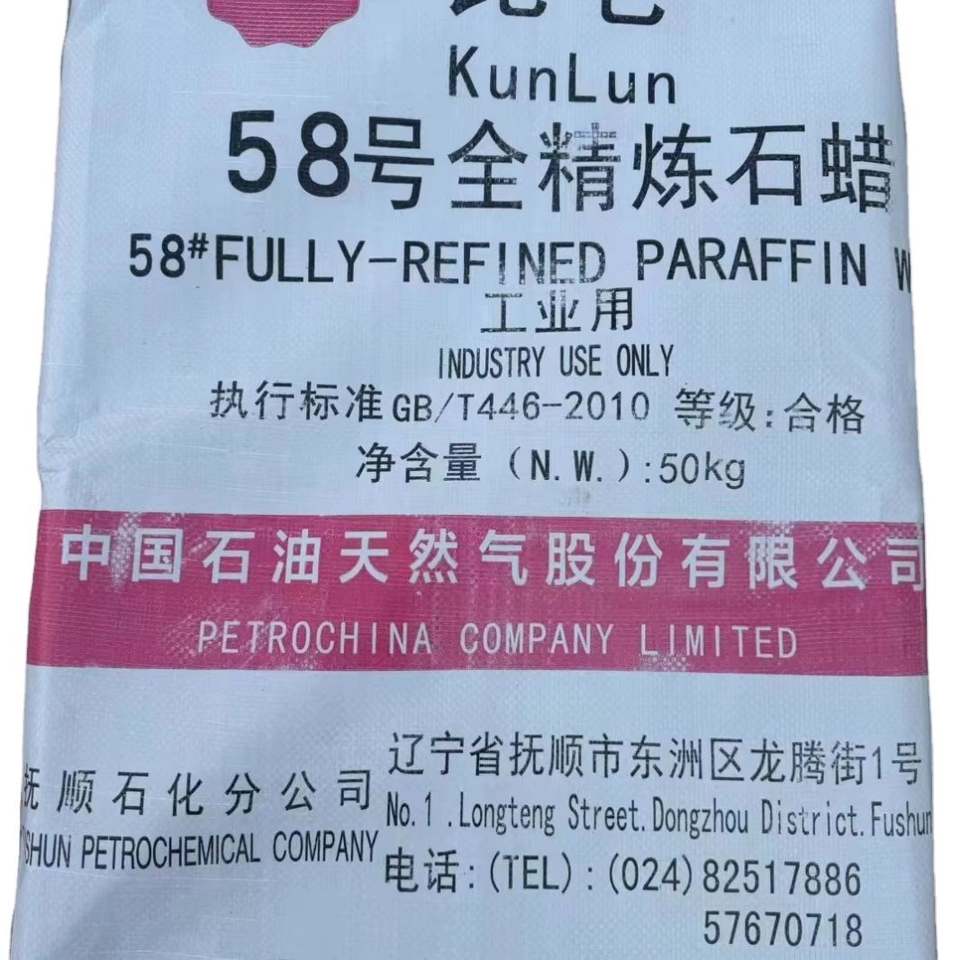 KunLun
58号全精炼石蜡
58#FULLY-REFINED PARAFFIN W
工业用
INDUSTRY USE ONLY
执行标准GB/T446-2010 等级:合格
净含量（N.W.）:50kg
中国石油天然气股份有限公司
PETROCHINA COMPANY LIMITED
抚顺石化分公司
USHUN PETROCHEMICAL COMPANY
辽宁省抚顺市东洲区龙腾街1号
No.1.Longteng Street.Dongzhou District.Fushun
电话:(TEL):(024)82517886
57670718